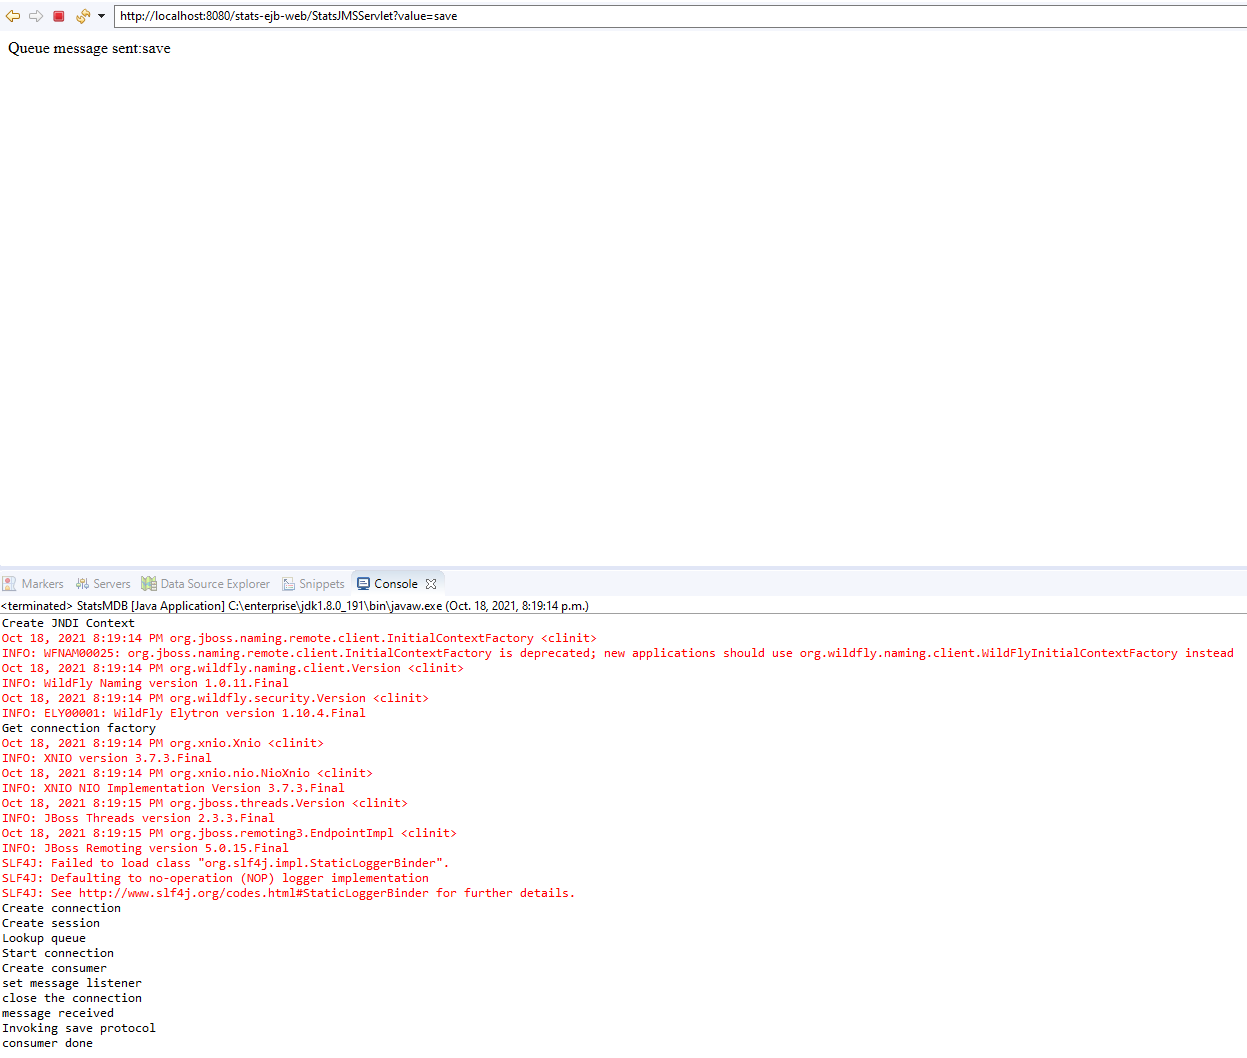 http://localhost:8080/stats-ejb-web/StatsJMSServlet?value=save
Queue message sent:save
Markers Servers Data Source Explorer Snippets Console
<terminated> StatsMDB [Java Application] C:\enterprise\jdk1.8.0_191\bin\javaw.exe (Oct. 18, 2021, 8:19:14 p.m.)
Create JNDI Context
Oct 18, 2021 8:19:14 PM org.jboss.naming.remote.client.InitialContextFactory <clinit>
INFO: WFNAM00025: org.jboss.naming.remote.client.InitialContextFactory is deprecated; new applications should use org.wildfly.naming.client.WildFlyInitialContextFactory instead
Oct 18, 2021 8:19:14 PM org.wildfly.naming.client.Version <clinit>
INFO: WildFly Naming version 1.0.11.Final
Oct 18, 2021 8:19:14 PM org.wildfly.security.Version <clinit>
INFO: ELY00001: WildFly Elytron version 1.10.4.Final
Get connection factory
Oct 18, 2021 8:19:14 PM org.xnio.Xnio <clinit>
INFO: XNIO version 3.7.3.Final
Oct 18, 2021 8:19:14 PM org.xnio.nio.NioXnio <clinit>
INFO: XNIO NIO Implementation Version 3.7.3.Final
Oct 18, 2021 8:19:15 PM org.jboss.threads.Version <clinit>
INFO: JBoss Threads version 2.3.3.Final
Oct 18, 2021 8:19:15 PM org.jboss.remoting3.EndpointImpl <clinit>
INFO: JBoss Remoting version 5.0.15.Final
SLF4J: Failed to load class "org.slf4j.impl.StaticLoggerBinder".
SLF4J: Defaulting to no-operation (NOP) logger implementation
SLF4J: See http://www.slf4j.org/codes.html#StaticLoggerBinder for further details.
Create connection
Create session
Lookup queue
Start connection
Create consumer
set message listener
close the connection
message received
Invoking save protocol
consumer done